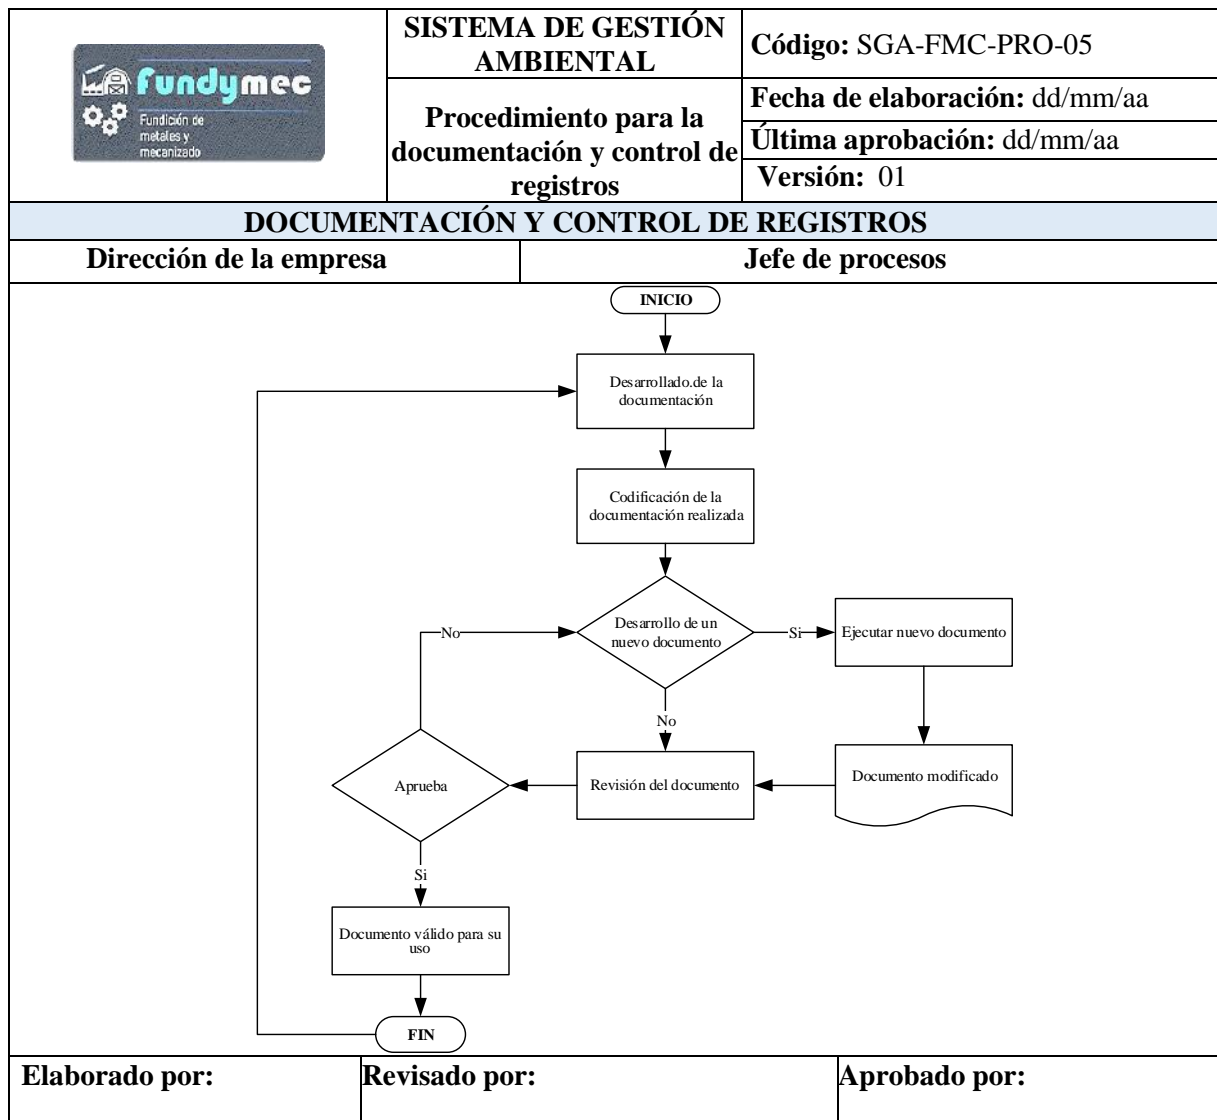 fundymec
Fundición de
metales y
mecanizado
SISTEMA DE GESTIÓN
AMBIENTAL
Procedimiento para la
documentación y control de
registros
Código: SGA-FMC-PRO-05
Fecha de elaboración: dd/mm/aa
Última aprobación: dd/mm/aa
Versión: 01
DOCUMENTACIÓN Y CONTROL DE REGISTROS
Dirección de la empresa
Jefe de procesos
INICIO
Desarrollado.de la
documentación
Codificación de la
documentación realizada
Desarrollo de un
nuevo documento
No
Si
Ejecutar nuevo documento
No
Documento modificado
Revisión del documento
Aprueba
Si
Documento válido para su
uso
FIN
Elaborado por:
Revisado por:
Aprobado por: